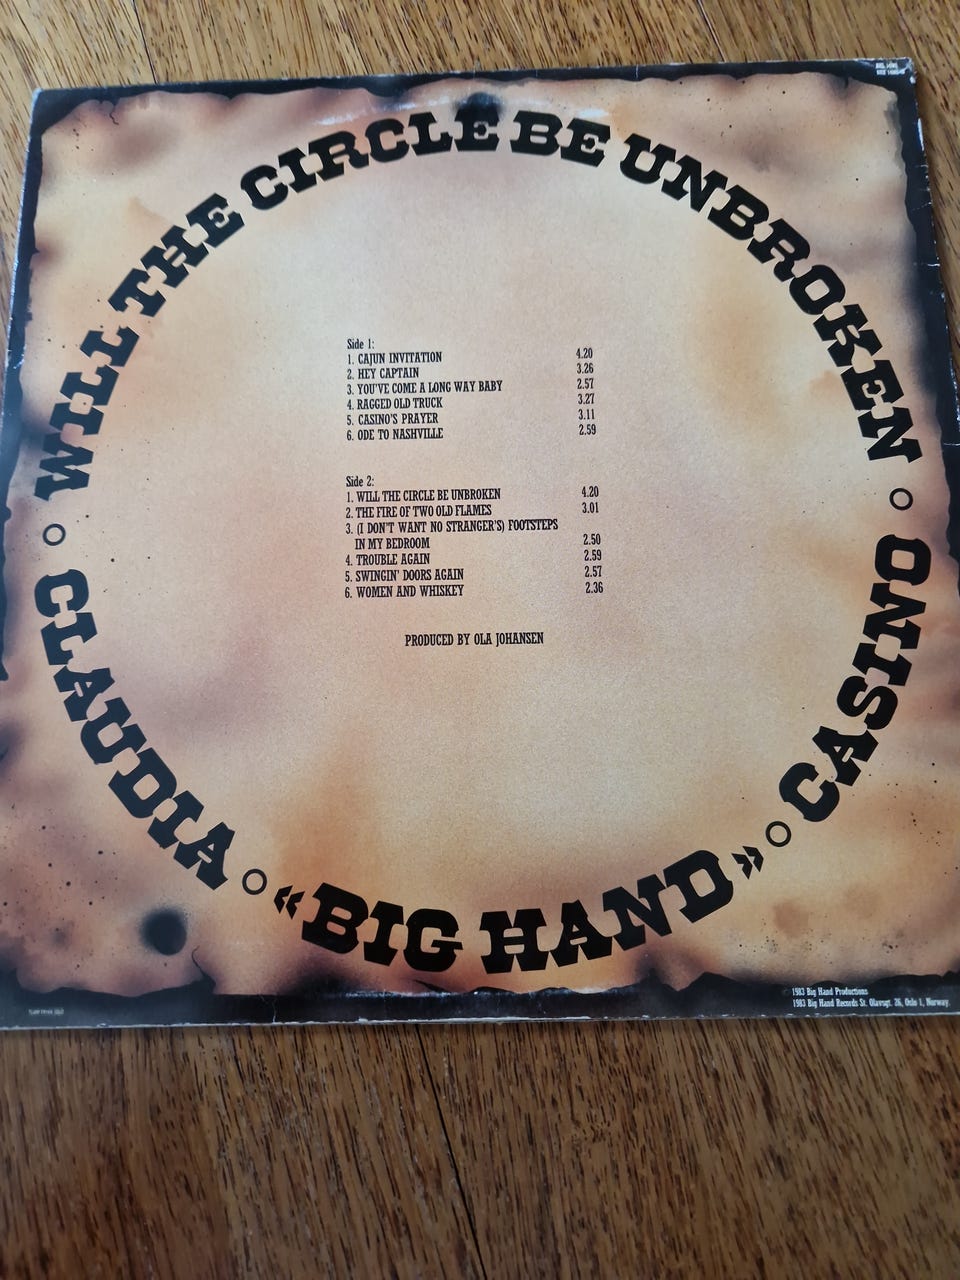 WILL THE CIRCLE BE UNBROKEN
Side 1:
1. CAJUN INVITATION 4.20
2. HEY CAPTAIN 3.26
3. YOU'VE COME A LONG WAY BABY 2.57
4. RAGGED OLD TRUCK 3.27
5. CASINO'S PRAYER 3.11
6. ODE TO NASHVILLE 2.59
Side 2:
1. WILL THE CIRCLE BE UNBROKEN 4.20
2. THE FIRE OF TWO OLD FLAMES 3.01
3. (I DON'T WANT NO STRANGER'S) FOOTSTEPS
IN MY BEDROOM 2.50
4. TROUBLE AGAIN 2.59
5. SWINGIN' DOORS AGAIN 2.57
6. WOMEN AND WHISKEY 2.36
PRODUCED BY OLA JOHANSEN
CLAUDIA
«BIG HAND»
CASINO
1983 Big Hand Productions
1983 Big Hand Records St. Olavsgt. 26, Oslo 1, Norway.